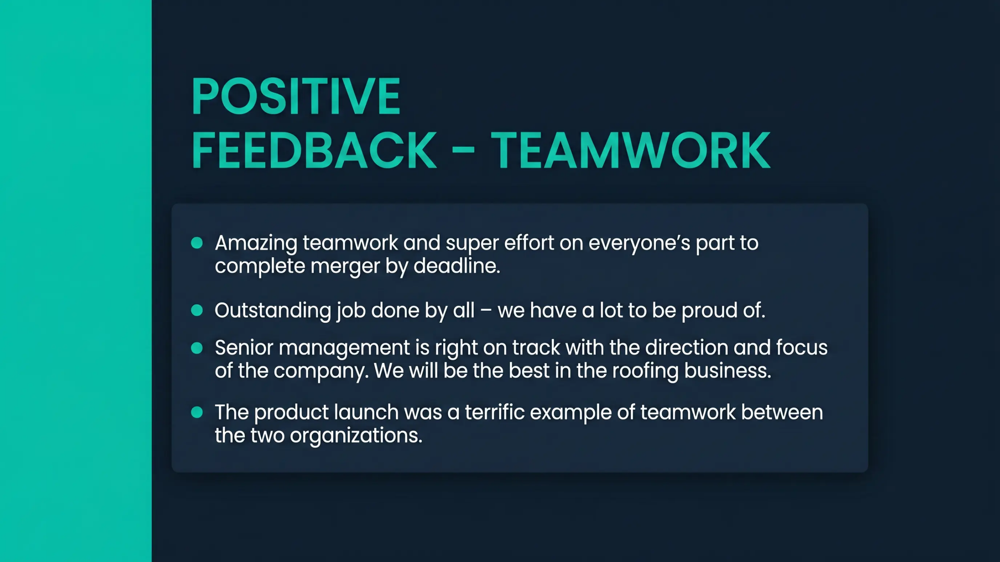 POSITIVE
FEEDBACK – TEAMWORK
Amazing teamwork and super effort on everyone’s part to
complete merger by deadline.
Outstanding job done by all – we have a lot to be proud of.
Senior management is right on track with the direction and focus
of the company. We will be the best in the roofing business.
The product launch was a terrific example of teamwork between
the two organizations.